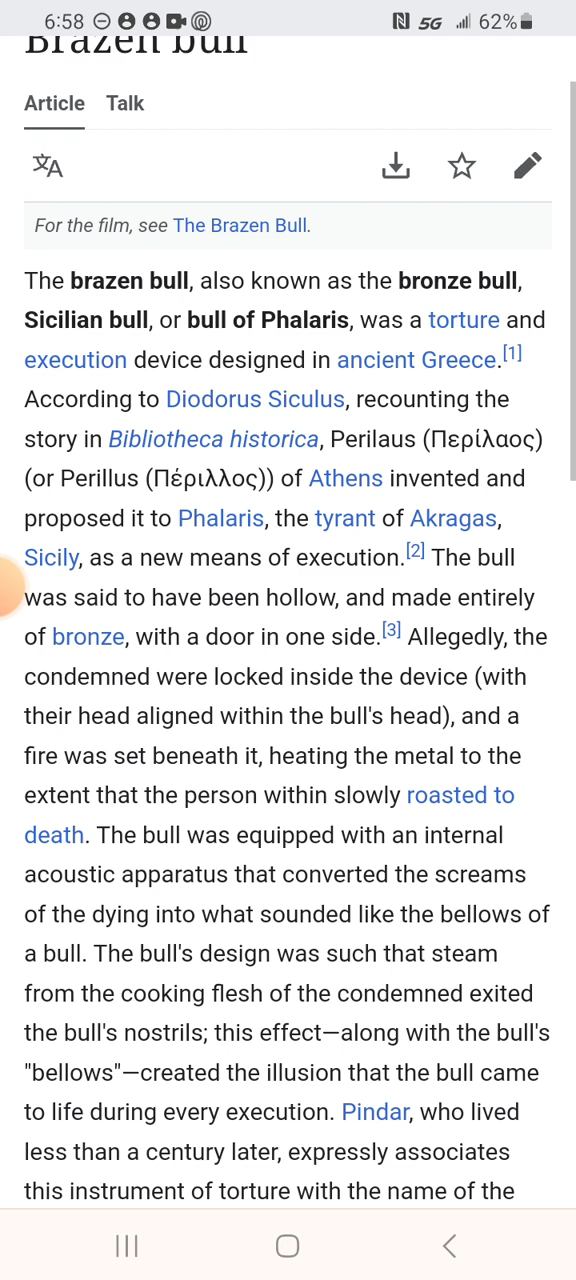 6:58 62%
5G
Brazen bull
Article Talk
For the film, see The Brazen Bull.
The brazen bull, also known as the bronze bull,
Sicilian bull, or bull of Phalaris, was a torture and
execution device designed in ancient Greece.[1]
According to Diodorus Siculus, recounting the
story in Bibliotheca historica, Perilaus (Περίλαος)
(or Perillus (Πέριλλος)) of Athens invented and
proposed it to Phalaris, the tyrant of Akragas,
Sicily, as a new means of execution.[2] The bull
was said to have been hollow, and made entirely
of bronze, with a door in one side.[3] Allegedly, the
condemned were locked inside the device (with
their head aligned within the bull's head), and a
fire was set beneath it, heating the metal to the
extent that the person within slowly roasted to
death. The bull was equipped with an internal
acoustic apparatus that converted the screams
of the dying into what sounded like the bellows of
a bull. The bull's design was such that steam
from the cooking flesh of the condemned exited
the bull's nostrils; this effect—along with the bull's
"bellows"—created the illusion that the bull came
to life during every execution. Pindar, who lived
less than a century later, expressly associates
this instrument of torture with the name of the